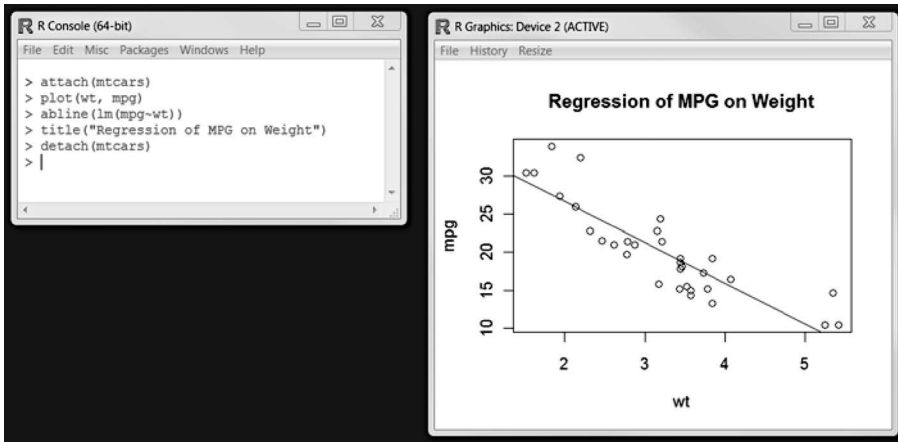 R Console (64-bit)
File Edit Misc Packages Windows Help
> attach(mtcars)
> plot(wt, mpg)
> abline(lm(mpg~wt))
> title("Regression of MPG on Weight")
> detach(mtcars)
>
R Graphics: Device 2 (ACTIVE)
File History Resize
Regression of MPG on Weight
mpg
30
25
20
15
10
2 3 4 5
wt